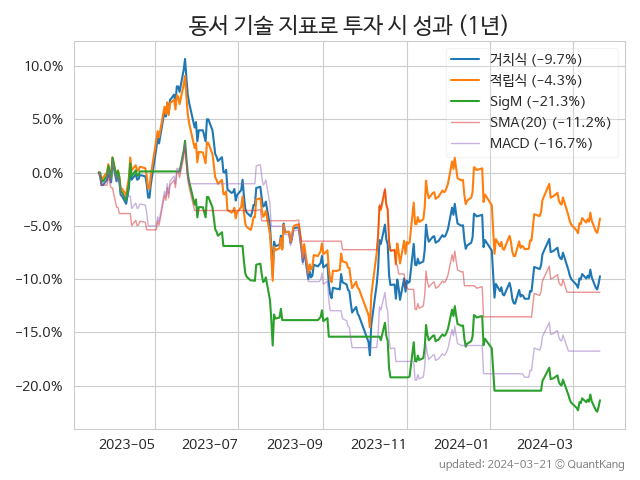 동서 기술 지표로 투자 시 성과 (1년)
거치식 (−9.7%)
적립식 (−4.3%)
SigM (−21.3%)
SMA(20) (−11.2%)
MACD (−16.7%)
10.0%
5.0%
0.0%
−5.0%
−10.0%
−15.0%
−20.0%
2023-05 2023-07 2023-09 2023-11 2024-01 2024-03
updated: 2024-03-21 © QuantKang